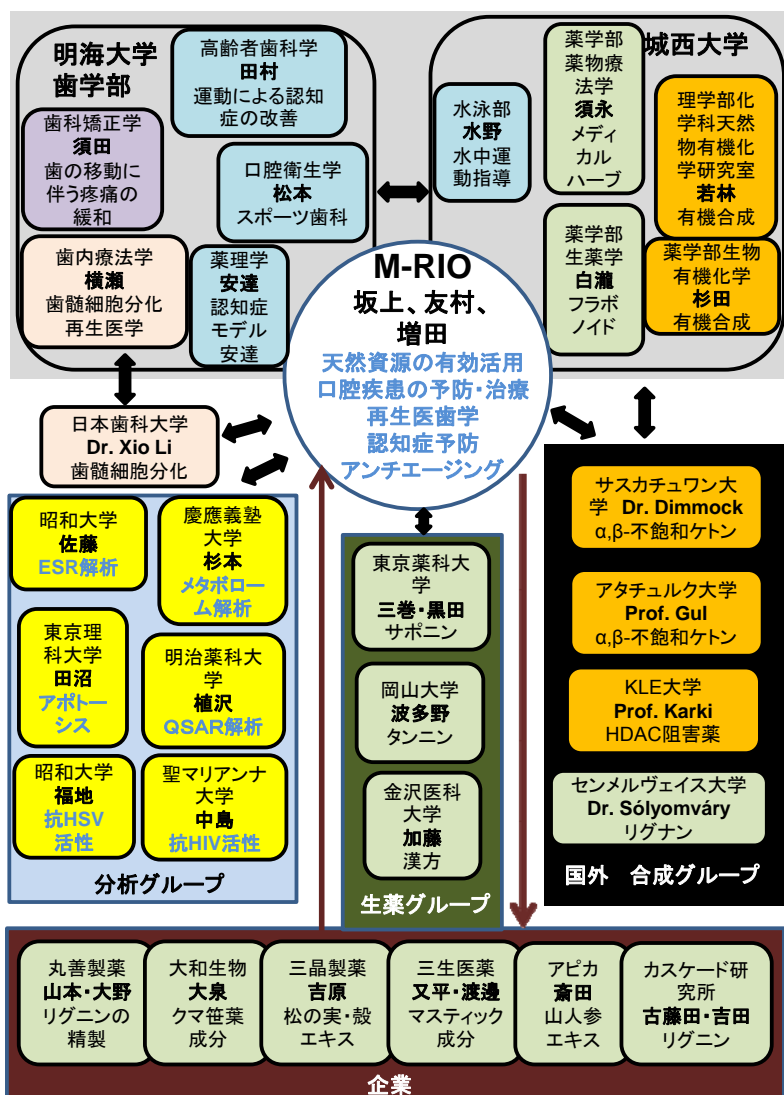 明海大学
歯学部
高齢者歯科学
田村
運動による認知
症の改善
歯科矯正学
須田
歯の移動に
伴う疼痛の
緩和
口腔衛生学
松本
スポーツ歯科
歯内療法学
横瀬
歯髄細胞分化
再生医学
薬理学
安達
認知症
モデル
安達
城西大学
水泳部
水野
水中運
動指導
薬学部
薬物療
法学
須永
メディ
カル
ハーブ
理学部化
学科天然
物有機化
学研究室
若林
有機合成
薬学部
生薬学
白瀧
フラボ
ノイド
薬学部生物
有機化学
杉田
有機合成
M-RIO
坂上、友村、
増田
天然資源の有効活用
口腔疾患の予防・治療
再生医歯学
認知症予防
アンチエージング
日本歯科大学
Dr. Xio Li
歯髄細胞分化
昭和大学
佐藤
ESR解析
慶應義塾
大学
杉本
メタボロー
ム解析
東京理
科大学
田沼
アポトー
シス
明治薬科大
学
植沢
QSAR解析
昭和大学
福地
抗HSV
活性
聖マリアンナ
大学
中島
抗HIV活性
分析グループ
東京薬科大
学
三巻・黒田
サポニン
岡山大学
波多野
タンニン
金沢医科
大学
加藤
漢方
生薬グループ
サスカチュワン大
学 Dr. Dimmock
α,β-不飽和ケトン
アタチュルク大学
Prof. Gul
α,β-不飽和ケトン
KLE大学
Prof. Karki
HDAC阻害薬
センメルヴェイス大学
Dr. Sólyomváry
リグナン
国外 合成グループ
丸善製薬
山本・大野
リグニンの
精製
大和生物
大泉
クマ笹葉
成分
三晶製薬
吉原
松の実・殻
エキス
三生医薬
又平・渡邊
マスティック
成分
アピカ
斎田
山人参
エキス
カスケード研
究所
古藤田・吉田
リグニン
企業